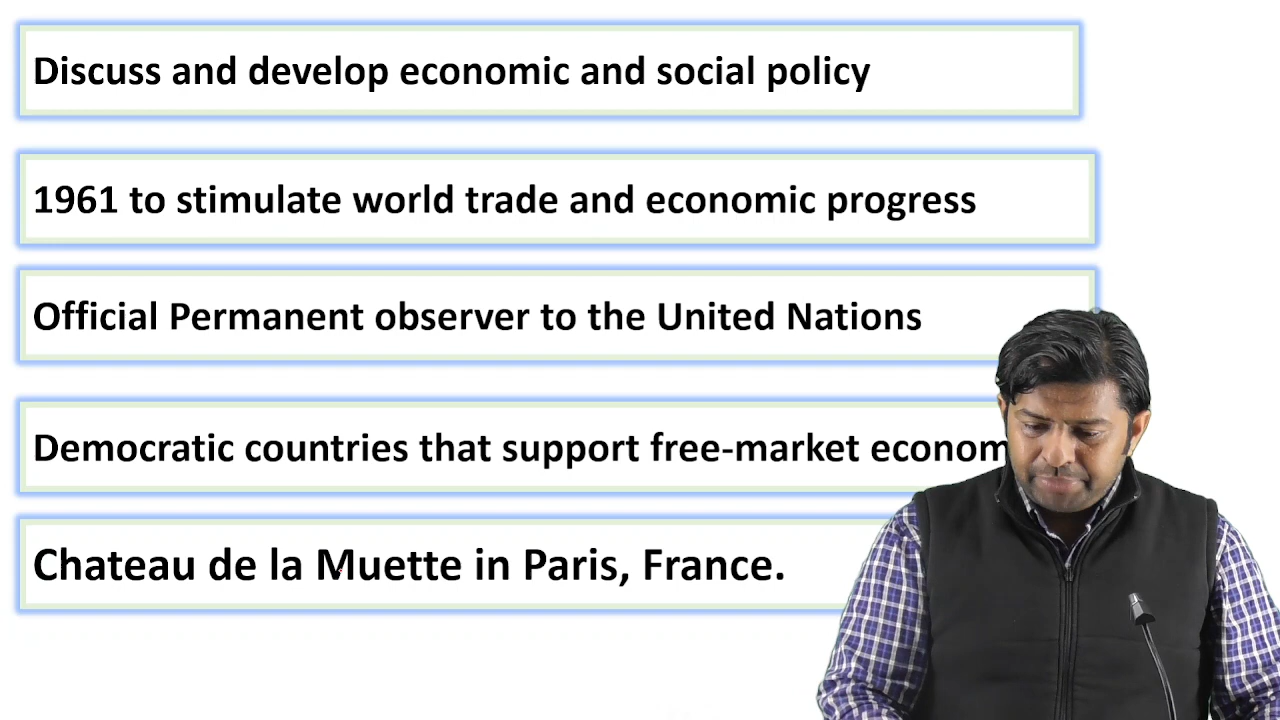 Discuss and develop economic and social policy
1961 to stimulate world trade and economic progress
Official Permanent observer to the United Nations
Democratic countries that support free-market econom
Chateau de la Muette in Paris, France.